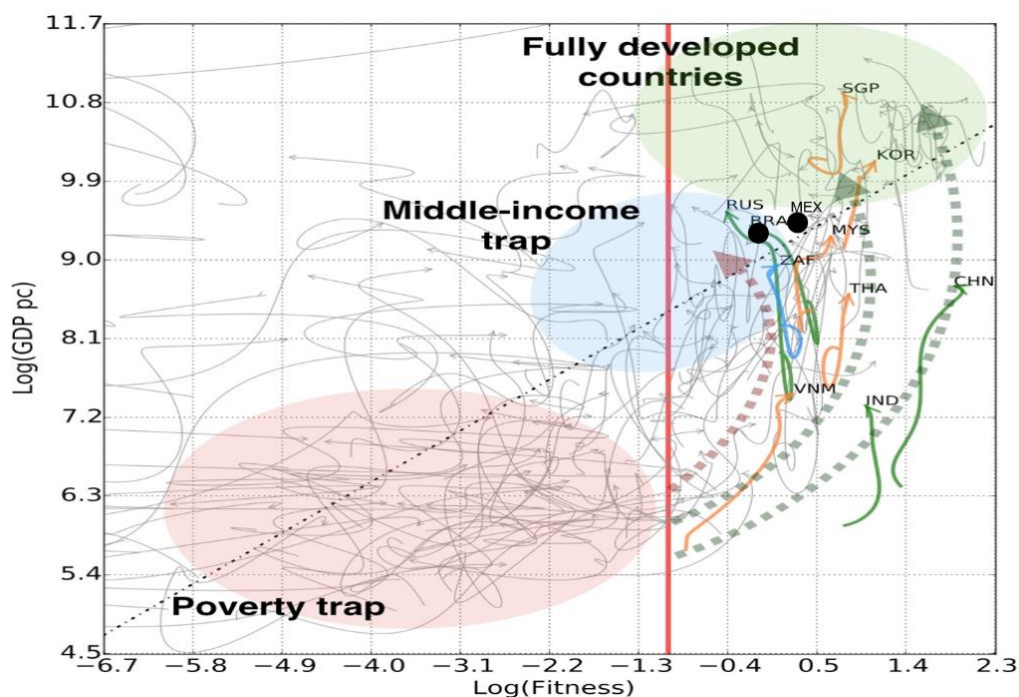 Fully developed
countries
Middle-income
trap
Poverty trap
SGP
KOR
RUS
MEX
BRA
MYS
ZAF
CHN
THA
VNM
IND
Log(GDP pc)
11.7
10.8
9.9
9.0
8.1
7.2
6.3
5.4
4.5
−6.7 −5.8 −4.9 −4.0 −3.1 −2.2 −1.3 −0.4 0.5 1.4 2.3
Log(Fitness)